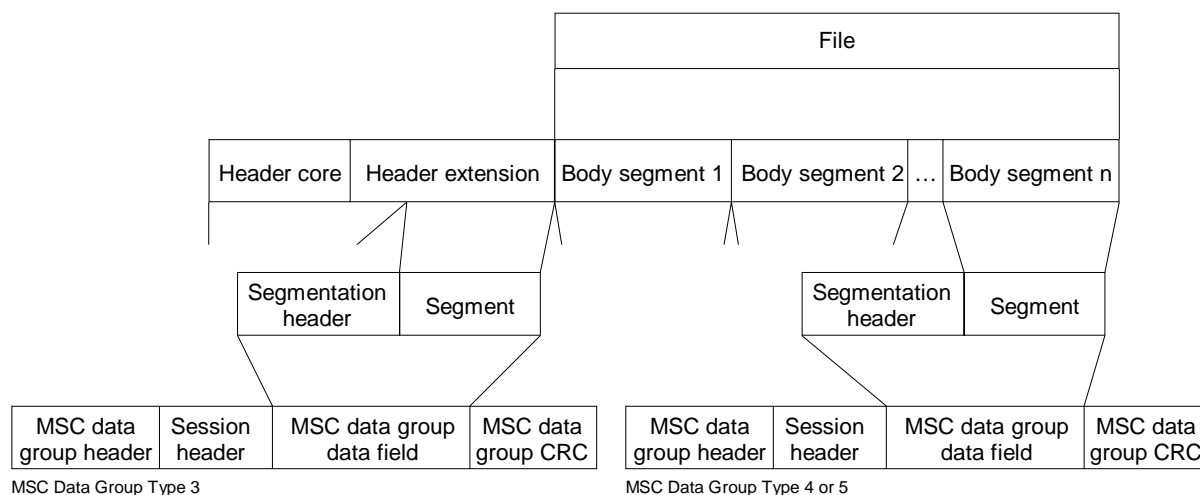 File
Header core Header extension Body segment 1 Body segment 2 … Body segment n
Segmentation
header
Segment
Segmentation
header
Segment
MSC data
group header
Session
header
MSC data group
data field
MSC data
group CRC
MSC data
group header
Session
header
MSC data group
data field
MSC data
group CRC
MSC Data Group Type 3
MSC Data Group Type 4 or 5